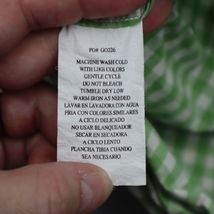 PO# GO226
MACHINE WASH COLD
WITH LIKE COLORS
GENTLE CYCLE
DO NOT BLEACH
TUMBLE DRY LOW
WARM IRON AS NEEDED
LAVAR EN LAVADORA CON AGUA
FRIA CON COLORES SIMILARES
A CICLO DELICADO
NO USAR BLANQUEADOR
SECAR EN SECADORA
A CICLO LENTO
PLANCHA TIBIA CUANDO
SEA NECESARIO